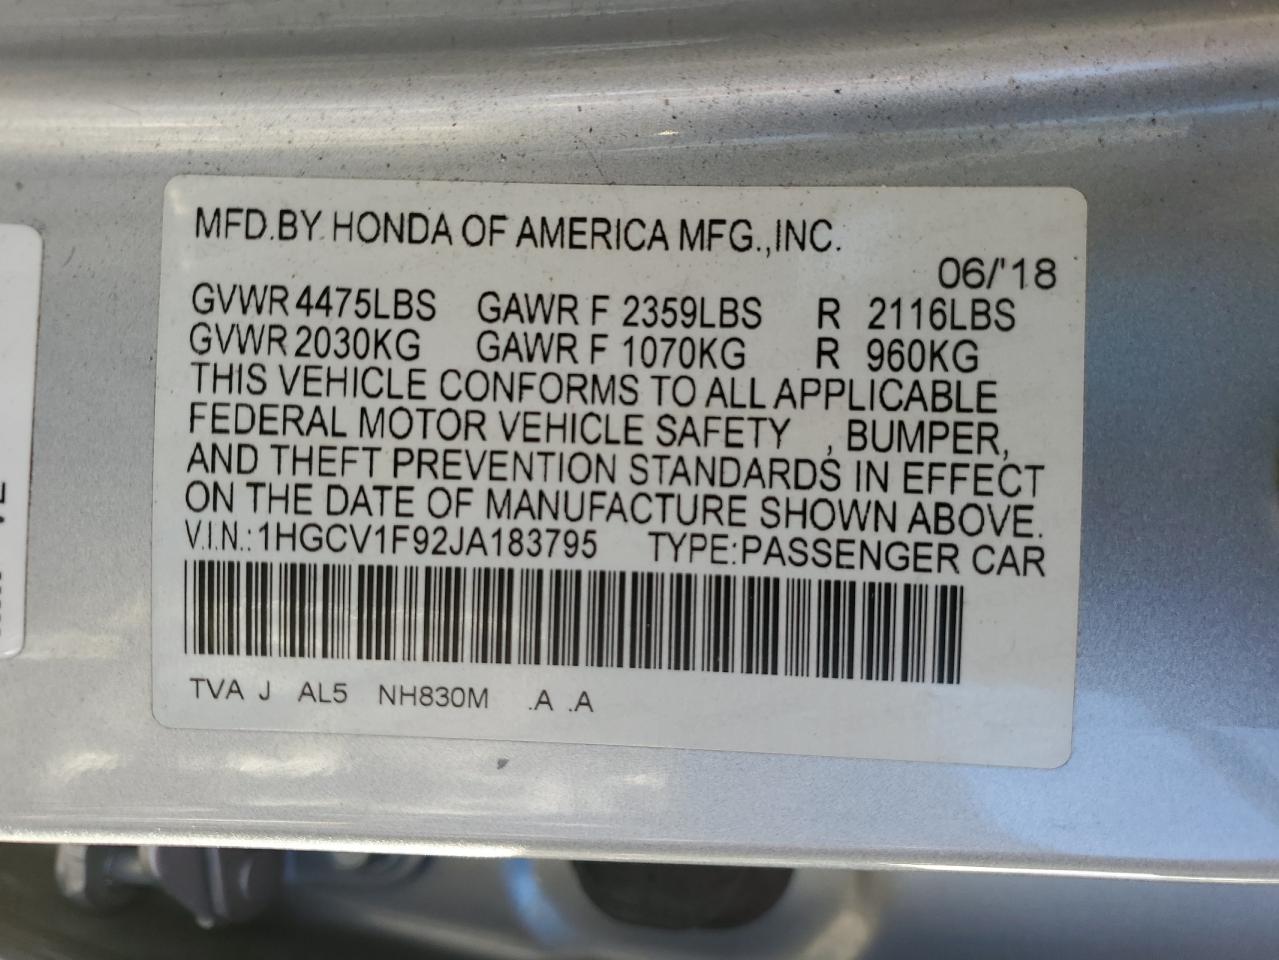 MFD.BY HONDA OF AMERICA MFG.,INC.
06/'18
GVWR 4475LBS GAWR F 2359LBS R 2116LBS
GVWR 2030KG GAWR F 1070KG R 960KG
THIS VEHICLE CONFORMS TO ALL APPLICABLE
FEDERAL MOTOR VEHICLE SAFETY , BUMPER,
AND THEFT PREVENTION STANDARDS IN EFFECT
ON THE DATE OF MANUFACTURE SHOWN ABOVE.
V.I.N.: 1HGCV1F92JA183795 TYPE:PASSENGER CAR
TVA J AL5 NH830M .A .A